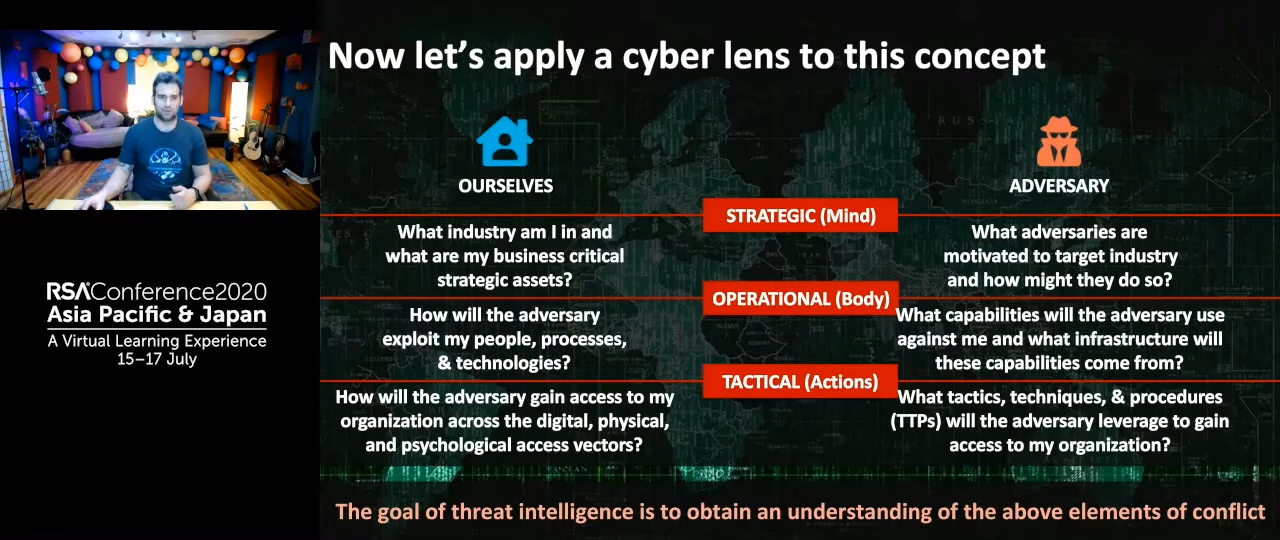 Now let's apply a cyber lens to this concept
OURSELVES
ADVERSARY
STRATEGIC (Mind)
What industry am I in and
what are my business critical
strategic assets?
What adversaries are
motivated to target industry
and how might they do so?
OPERATIONAL (Body)
How will the adversary
exploit my people, processes,
& technologies?
What capabilities will the adversary use
against me and what infrastructure will
these capabilities come from?
TACTICAL (Actions)
How will the adversary gain access to my
organization across the digital, physical,
and psychological access vectors?
What tactics, techniques, & procedures
(TTPs) will the adversary leverage to gain
access to my organization?
The goal of threat intelligence is to obtain an understanding of the above elements of conflict
RSAConference2020
Asia Pacific & Japan
A Virtual Learning Experience
15–17 July